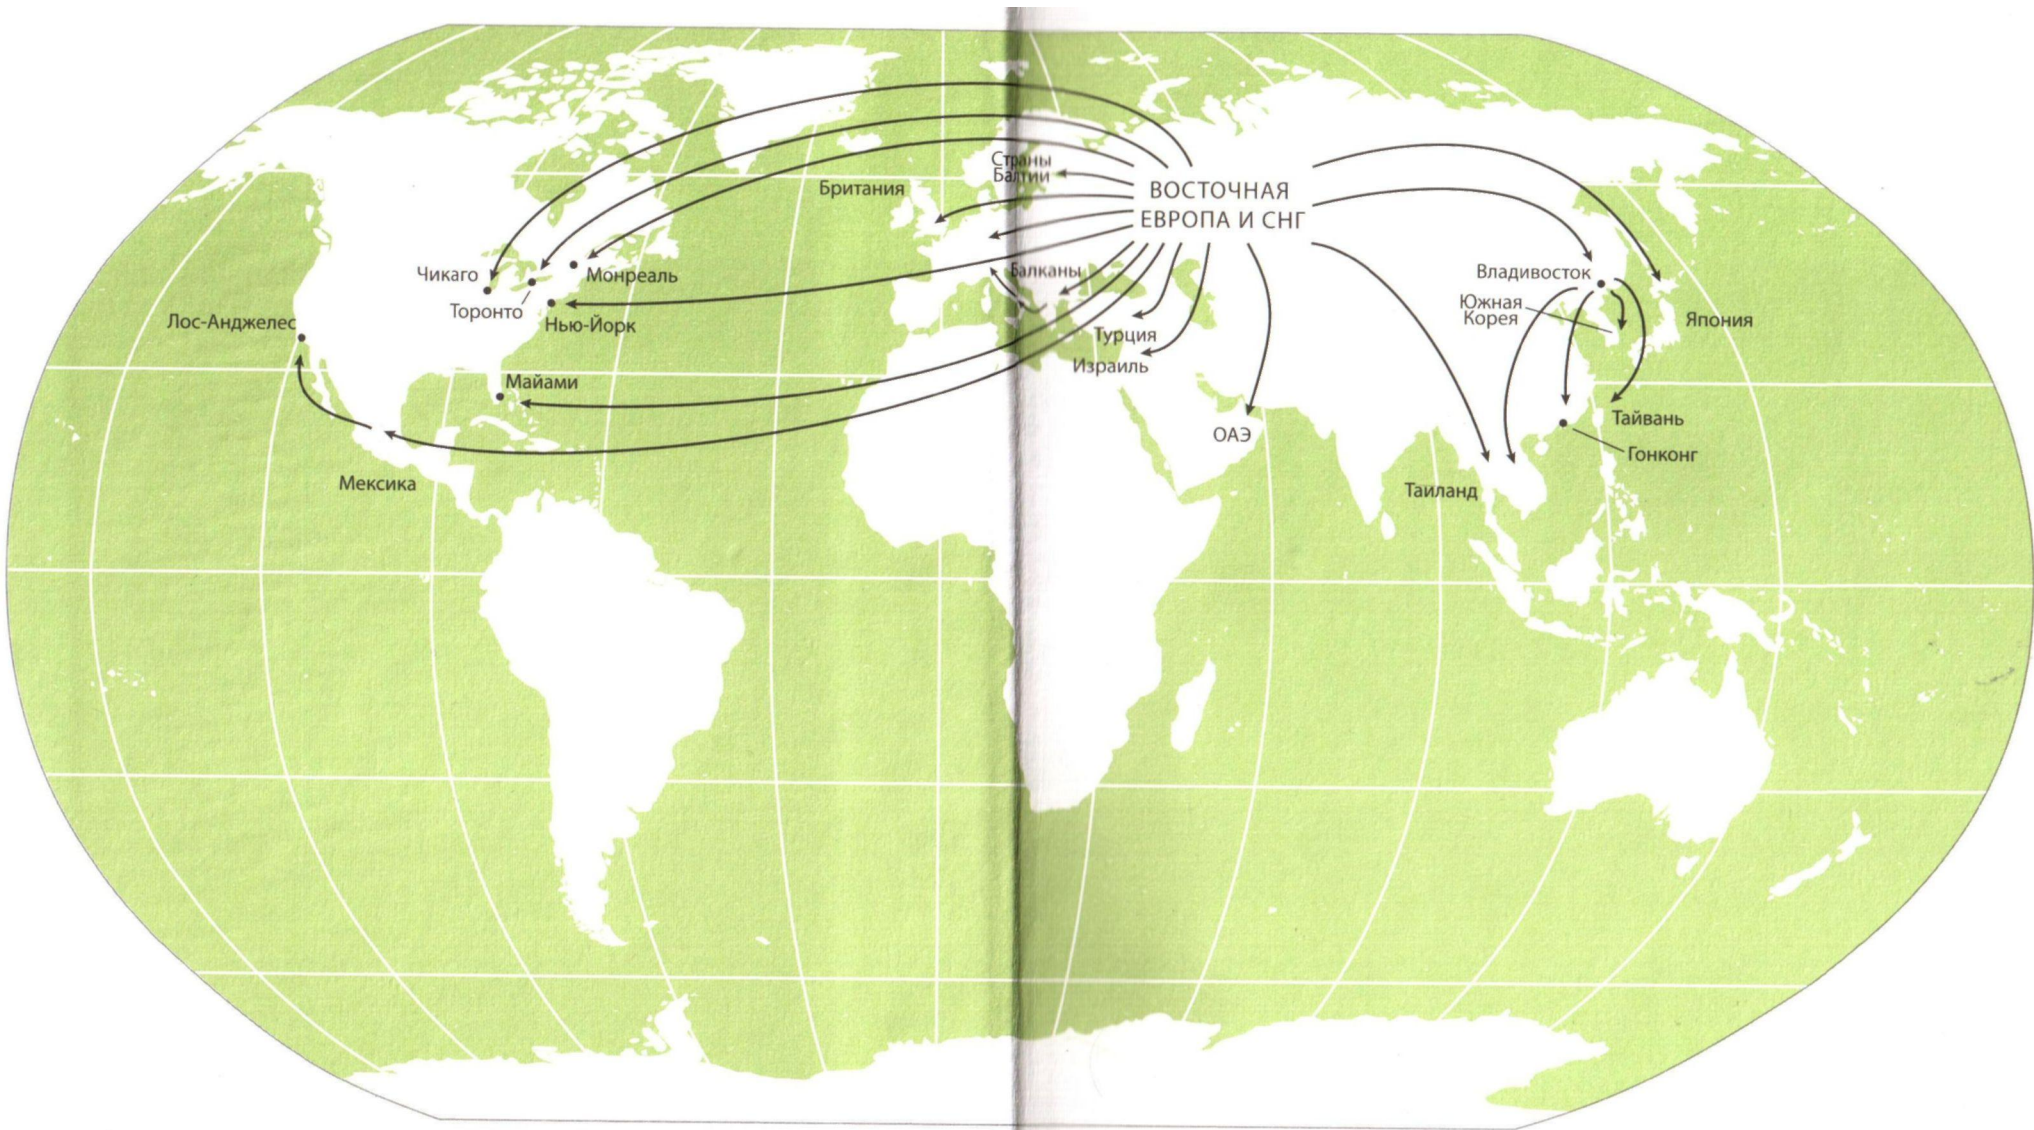 Страны
Балтии
Британия
ВОСТОЧНАЯ
ЕВРОПА И СНГ
Чикаго
Монреаль
Балканы
Владивосток
Торонто
Нью-Йорк
Южная
Корея
Лос-Анджелес
Турция
Япония
Израиль
Майами
Тайвань
ОАЭ
Гонконг
Мексика
Таиланд